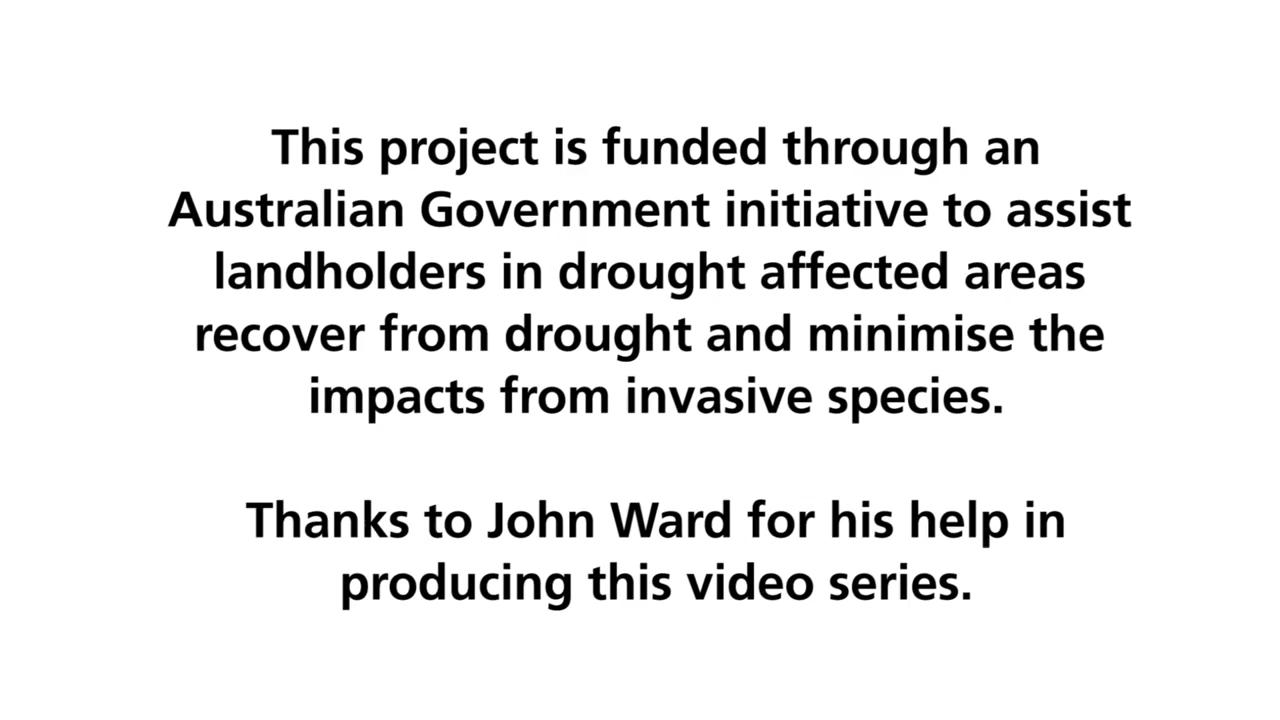 This project is funded through an
Australian Government initiative to assist
landholders in drought affected areas
recover from drought and minimise the
impacts from invasive species.
Thanks to John Ward for his help in
producing this video series.